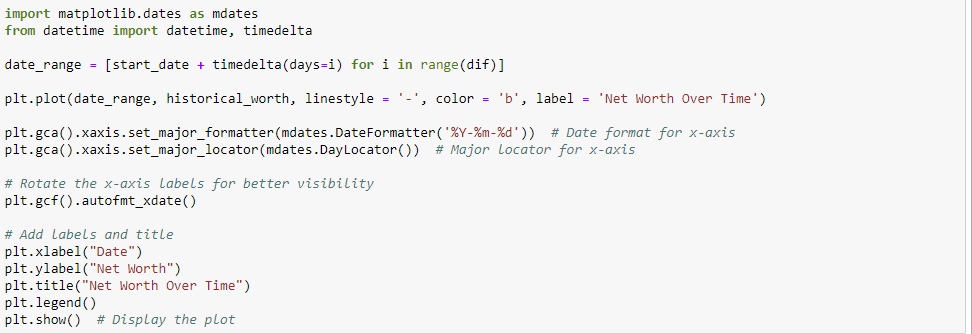 import matplotlib.dates as mdates
from datetime import datetime, timedelta
date_range = [start_date + timedelta(days=i) for i in range(dif)]
plt.plot(date_range, historical_worth, linestyle = '-', color = 'b', label = 'Net Worth Over Time')
plt.gca().xaxis.set_major_formatter(mdates.DateFormatter('%Y-%m-%d'))  # Date format for x-axis
plt.gca().xaxis.set_major_locator(mdates.DayLocator())  # Major locator for x-axis
# Rotate the x-axis labels for better visibility
plt.gcf().autofmt_xdate()
# Add labels and title
plt.xlabel("Date")
plt.ylabel("Net Worth")
plt.title("Net Worth Over Time")
plt.legend()
plt.show()  # Display the plot